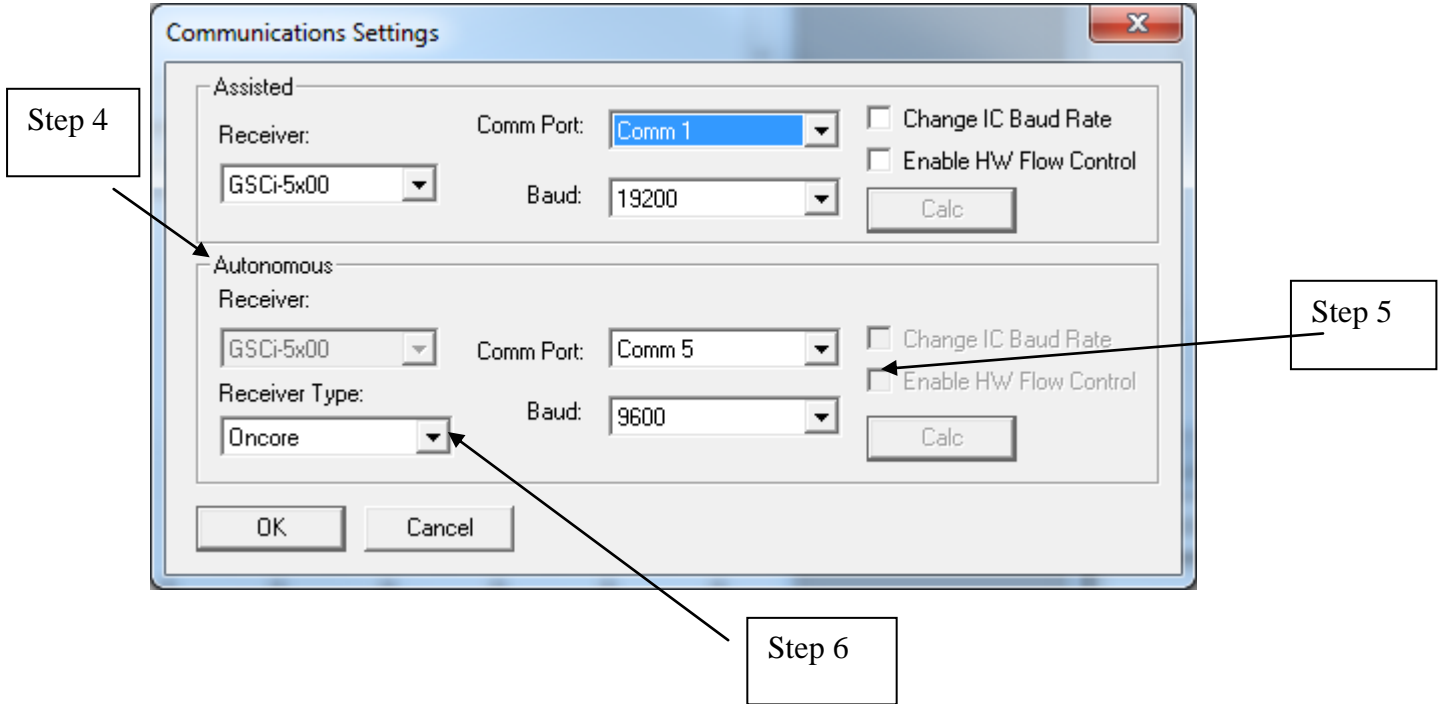 Communications Settings
Step 4
Assisted
Receiver:
GSCi-5x00
Comm Port:
Comm 1
Baud:
19200
Change IC Baud Rate
Enable HW Flow Control
Calc
Autonomous
Receiver:
GSCi-5x00
Receiver Type:
Oncore
Comm Port:
Comm 5
Baud:
9600
Change IC Baud Rate
Enable HW Flow Control
Calc
Step 5
OK
Cancel
Step 6